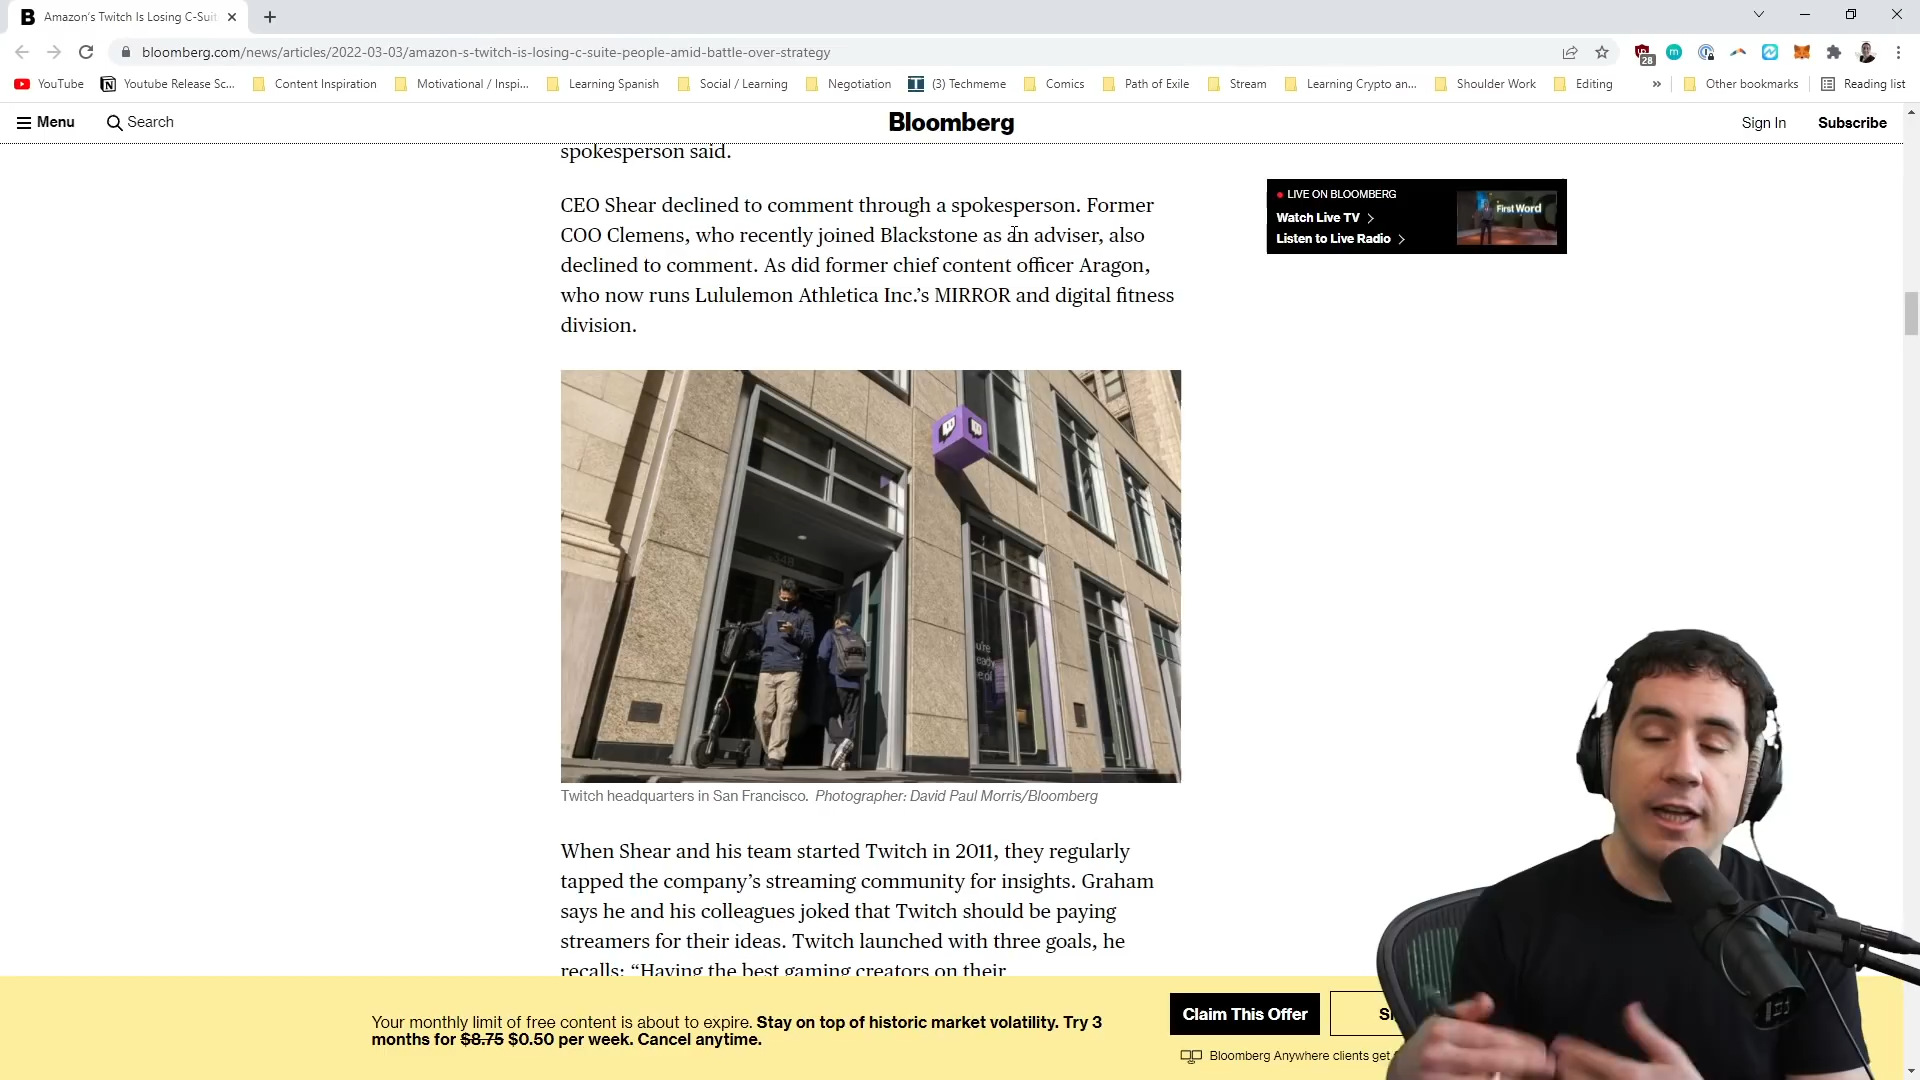 Amazon's Twitch Is Losing C-Suit
bloomberg.com/news/articles/2022-03-03/amazon-s-twitch-is-losing-c-suite-people-amid-battle-over-strategy
28
YouTube Youtube Release Sc... Content Inspiration Motivational / Inspi... Learning Spanish Social / Learning Negotiation (3) Techmeme Comics Path of Exile Stream Learning Crypto an... Shoulder Work Editing » Other bookmarks Reading list
Menu Search Bloomberg Sign In Subscribe
spokesperson said.
CEO Shear declined to comment through a spokesperson. Former
COO Clemens, who recently joined Blackstone as an adviser, also
declined to comment. As did former chief content officer Aragon,
who now runs Lululemon Athletica Inc.’s MIRROR and digital fitness
division.
LIVE ON BLOOMBERG
Watch Live TV
Listen to Live Radio
First Word
Twitch headquarters in San Francisco. Photographer: David Paul Morris/Bloomberg
When Shear and his team started Twitch in 2011, they regularly
tapped the company’s streaming community for insights. Graham
says he and his colleagues joked that Twitch should be paying
streamers for their ideas. Twitch launched with three goals, he
recalls: “Having the best gaming creators on their
Your monthly limit of free content is about to expire. Stay on top of historic market volatility. Try 3
months for $8.75 $0.50 per week. Cancel anytime.
Claim This Offer
Bloomberg Anywhere clients get